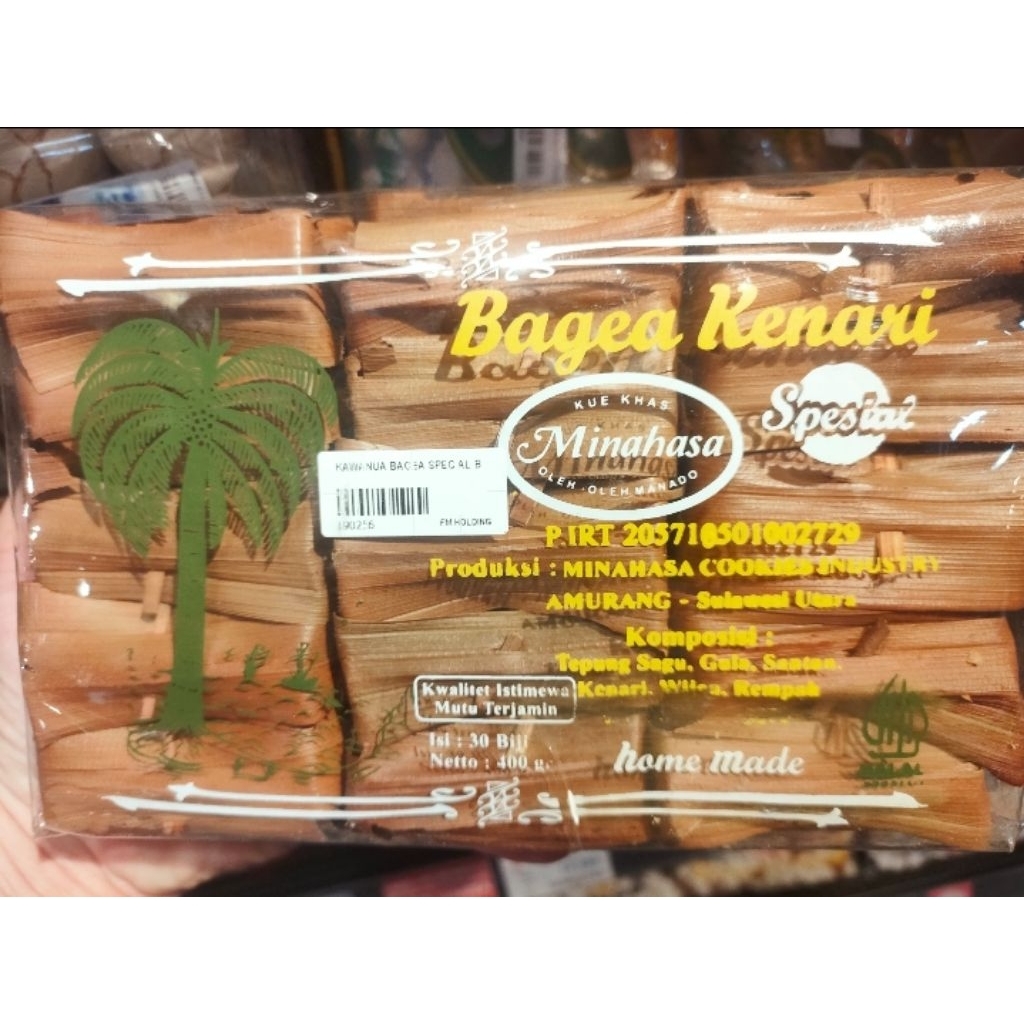 Bagea Kenari
Spesial
KUE KHAS
Minahasa
OLEH-OLEH MANADO
KAWANUA BAGEA SPECIAL B
190256 FM HOLDING
P.IRT 205710501002729
Produksi : MINAHASA COOKIES INDUSTRY
AMURANG - Sulawesi Utara
Komposisi :
Tepung Sagu, Gula, Santan,
Kenari, Wijen, Rempah
Kwalitet Istimewa
Mutu Terjamin
Isi : 30 Biji
Netto : 400 gr
home made
HALAL